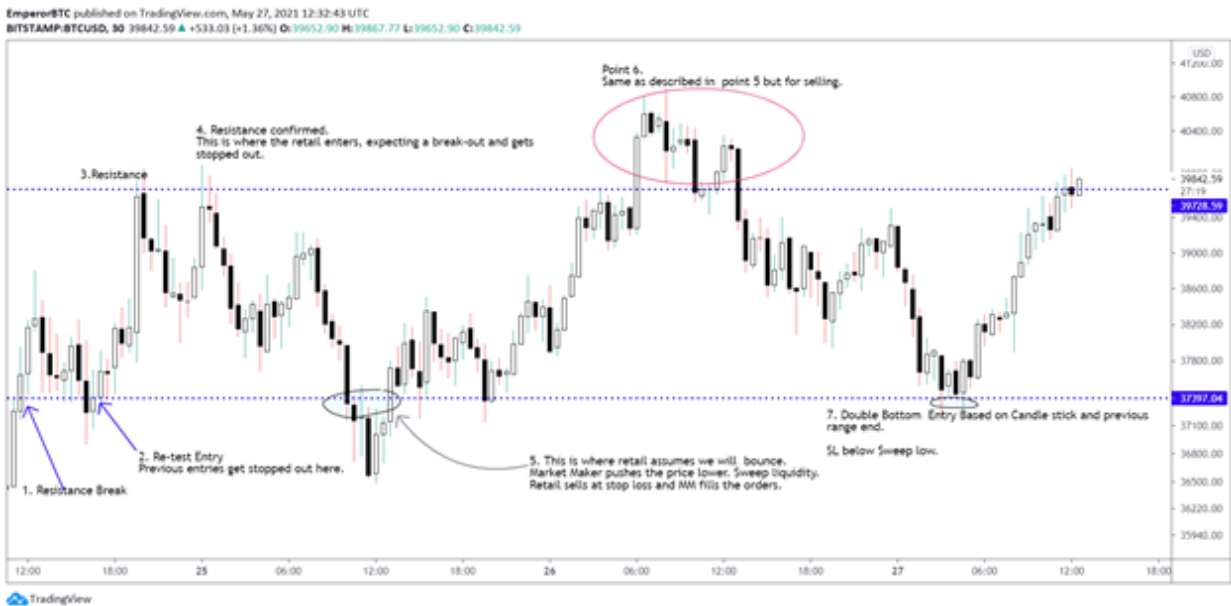 EmperorBTC published on TradingView.com, May 27, 2021 12:32:43 UTC
BITSTAMP:BTCUSD, 30 39842.59 ▲ +533.03 (+1.36%) O:39652.90 H:39867.77 L:39652.90 C:39842.59
USD
41200.00
Point 6.
Same as described in point 5 but for selling.
40800.00
40400.00
4. Resistance confirmed.
This is where the retail enters, expecting a break-out and gets
stopped out.
3.Resistance
39842.59
27:19
39728.59
39400.00
39000.00
38600.00
38200.00
37800.00
37397.04
7. Double Bottom Entry Based on Candle stick and previous
range end.
SL below Sweep low.
37100.00
36800.00
36500.00
36220.00
35940.00
2. Re-test Entry
Previous entries get stopped out here.
1. Resistance Break
5. This is where retail assumes we will bounce.
Market Maker pushes the price lower. Sweep liquidity.
Retail sells at stop loss and MM fills the orders.
12:00 18:00 25 06:00 12:00 18:00 26 06:00 12:00 18:00 27 06:00 12:00 18:00
TradingView